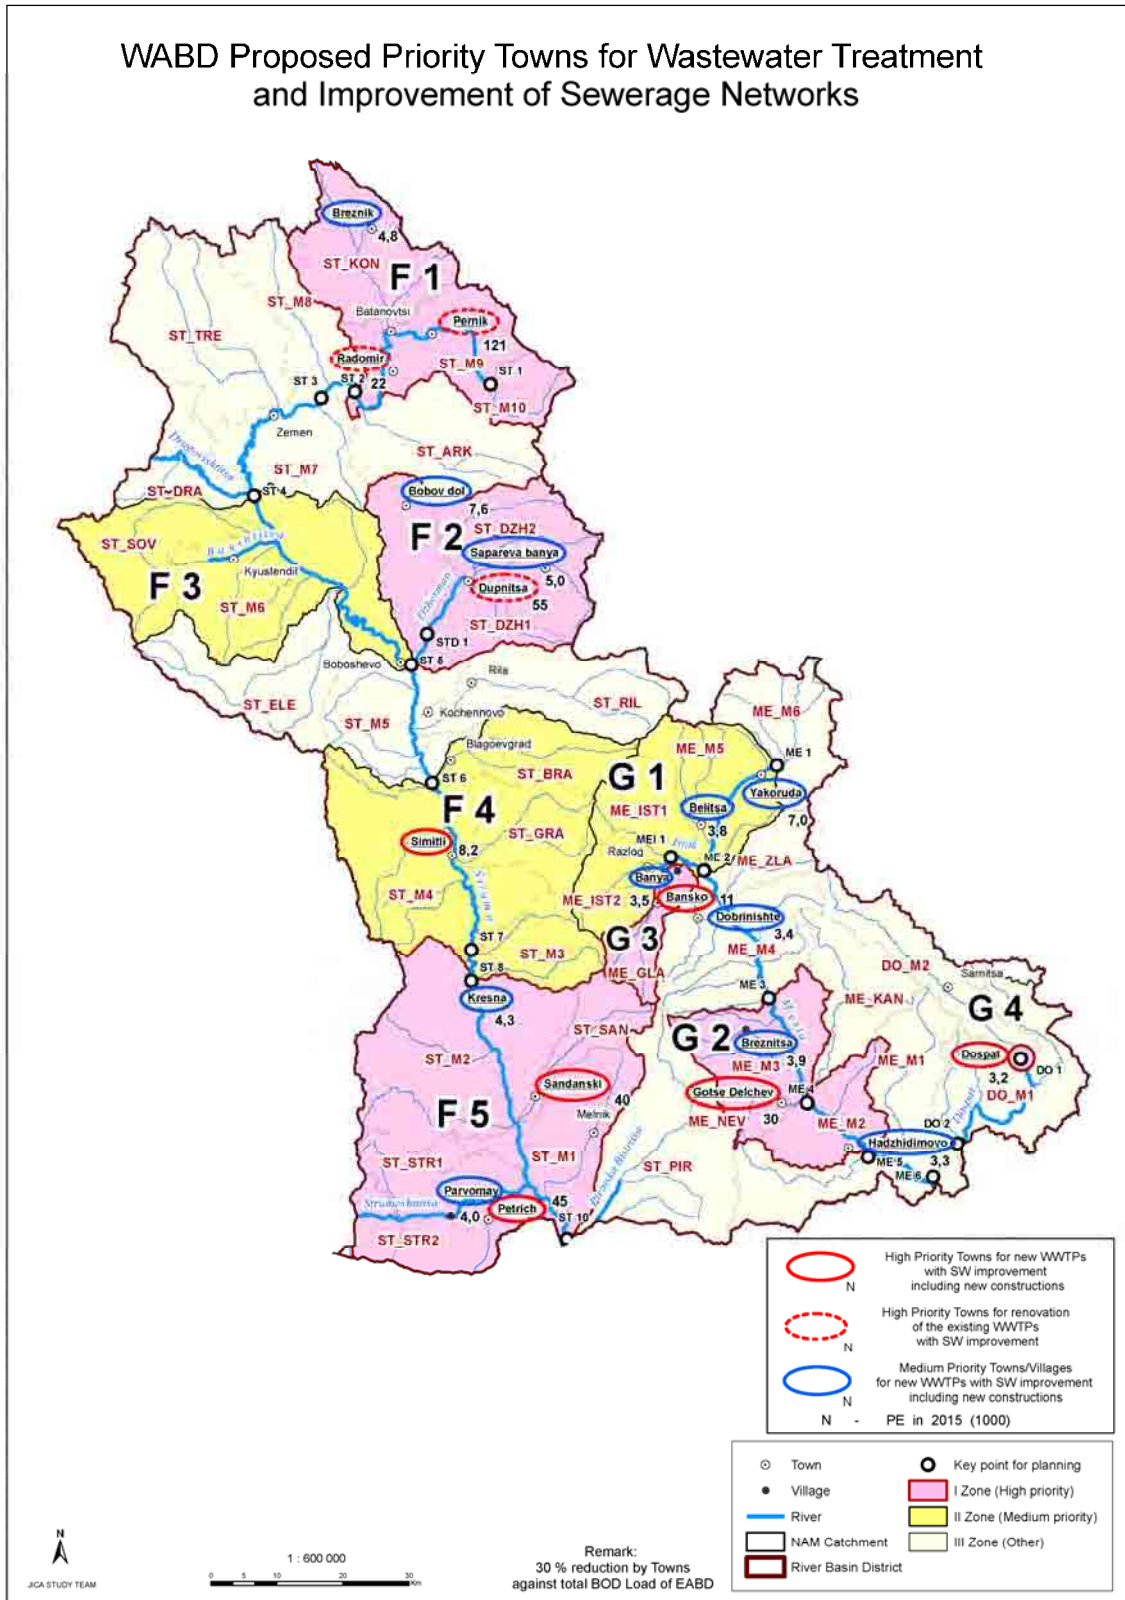 WABD Proposed Priority Towns for Wastewater Treatment
and Improvement of Sewerage Networks
Breznik
4,8
ST_KON
F 1
ST_M8
Batanovtsi
Pernik
ST_TRE
121
Radomir
ST_M9
ST 3
ST 2
22
ST 1
ST_M10
Zemen
ST_ARK
ST_M7
ST_DRA
ST 4
Bobov dol
7,6
ST_SOV
F 2
ST_DZH2
Sapareva banya
Kyustendil
5,0
F 3
Dupnitsa
55
ST_M6
ST_DZH1
STD 1
Boboshevo
ST 5
Rila
ST_ELE
ST_RIL
Kochennovo
ST_M5
ME_M6
Blagoevgrad
ME_M5
ME 1
ST 6
ST_BRA
G 1
Yakoruda
F 4
ME_IST1
Belitsa
7,0
Simitli
ST_GRA
3,8
8,2
MEI 1
Razlog
ME 2
ME_ZLA
Banya
ST_M4
ME_IST2
3,5
Bansko
11
Struma
Dobrinishte
3,4
G 3
ST 7
ST_M3
ME_M4
ST 8
ME_GLA
DO_M2
Sarnitsa
ME 3
ME_KAN
Kresna
4,3
G 4
Mesta
ST_SAN
G 2
Breznitsa
ST_M2
ME_M3
3,9
ME_M1
Dospat
3,2
DO 1
Sandanski
Gotse Delchev
ME 4
DO_M1
40
30
F 5
Melnik
ME_NEV
ME_M2
Dospat
DO 2
Hadzhidimovo
ST_STR1
ST_M1
ST_PIR
ME 5
3,3
ME 6
Parvomay
Strumeshnitsa
45
Petrich
4,0
ST 10
ST_STR2
High Priority Towns for new WWTPs
with SW improvement
including new constructions
N
High Priority Towns for renovation
of the existing WWTPs
with SW improvement
N
Medium Priority Towns/Villages
for new WWTPs with SW improvement
including new constructions
N
N - PE in 2015 (1000)
Town
Key point for planning
Village
I Zone (High priority)
River
II Zone (Medium priority)
NAM Catchment
III Zone (Other)
River Basin District
N
JICA STUDY TEAM
1 : 600 000
0 5 10 20 30
Km
Remark:
30 % reduction by Towns
against total BOD Load of EABD